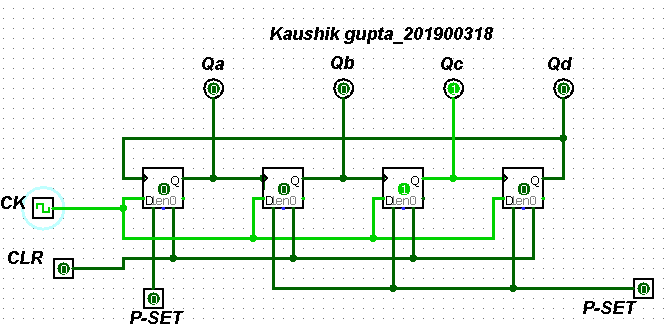 Kaushik gupta_201900318
Qa Qb Qc Qd
0 0 1 0
Q Q Q Q
0 0 1 0
D en0 D en0 D en0 D en0
CK
CLR 0
0 0
P-SET P-SET